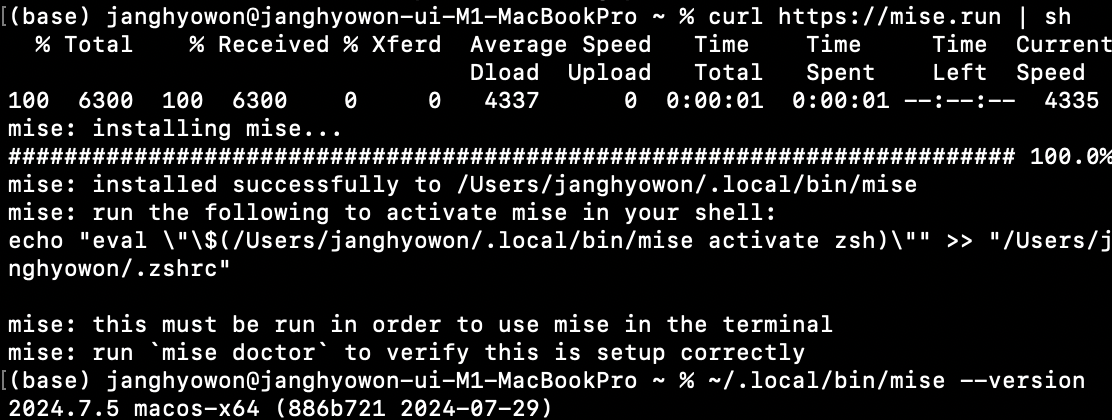 [(base) janghyowon@janghyowon-ui-M1-MacBookPro ~ % curl https://mise.run | sh
% Total % Received % Xferd Average Speed Time Time Time Current
Dload Upload Total Spent Left Speed
100 6300 100 6300 0 0 4337 0 0:00:01 0:00:01 --:--:-- 4335
mise: installing mise...
######################################################################## 100.0%
mise: installed successfully to /Users/janghyowon/.local/bin/mise
mise: run the following to activate mise in your shell:
echo "eval \"\$(/Users/janghyowon/.local/bin/mise activate zsh)\"" >> "/Users/j
nghyowon/.zshrc"
mise: this must be run in order to use mise in the terminal
mise: run `mise doctor` to verify this is setup correctly
[(base) janghyowon@janghyowon-ui-M1-MacBookPro ~ % ~/.local/bin/mise --version
2024.7.5 macos-x64 (886b721 2024-07-29)